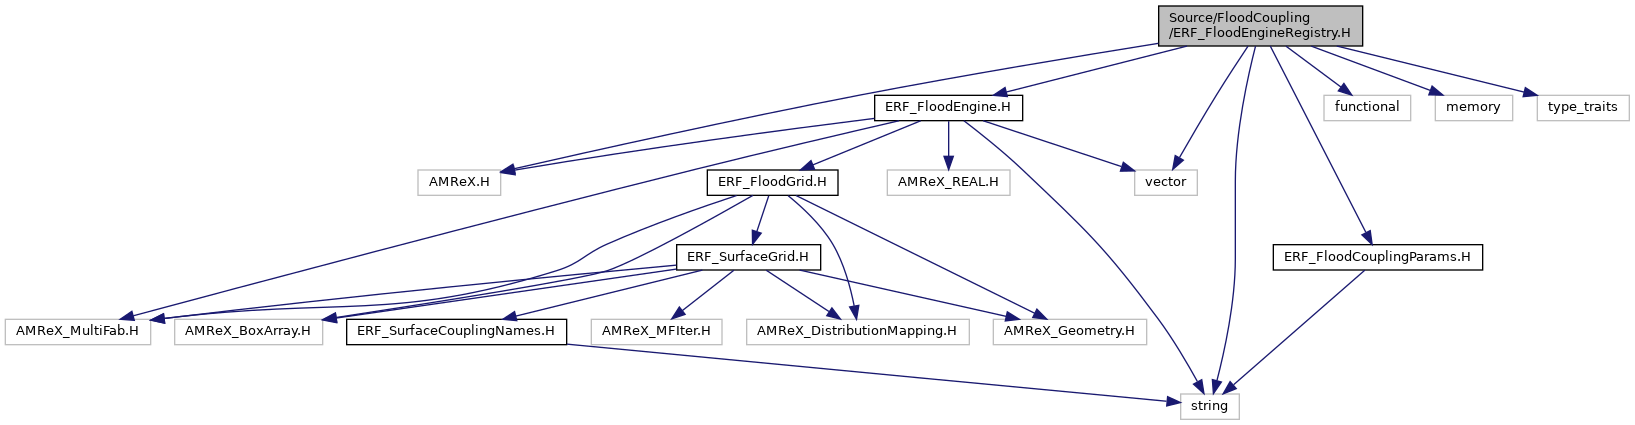 Source/FloodCoupling
/ERF_FloodEngineRegistry.H
ERF_FloodEngine.H
functional
memory
type_traits
AMReX.H
ERF_FloodGrid.H
AMReX_REAL.H
vector
ERF_SurfaceGrid.H
ERF_FloodCouplingParams.H
AMReX_MultiFab.H
AMReX_BoxArray.H
ERF_SurfaceCouplingNames.H
AMReX_MFIter.H
AMReX_DistributionMapping.H
AMReX_Geometry.H
string